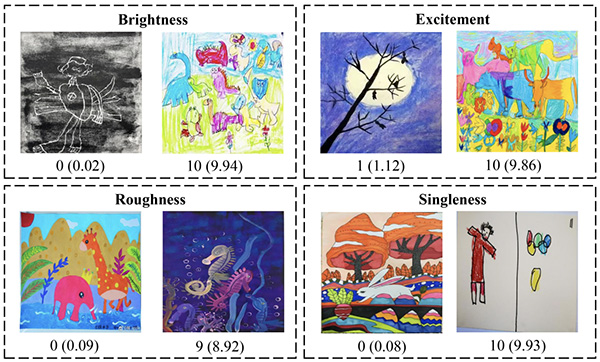 Brightness
0 (0.02)
10 (9.94)
Excitement
1 (1.12)
10 (9.86)
Roughness
0 (0.09)
9 (8.92)
Singleness
0 (0.08)
10 (9.93)